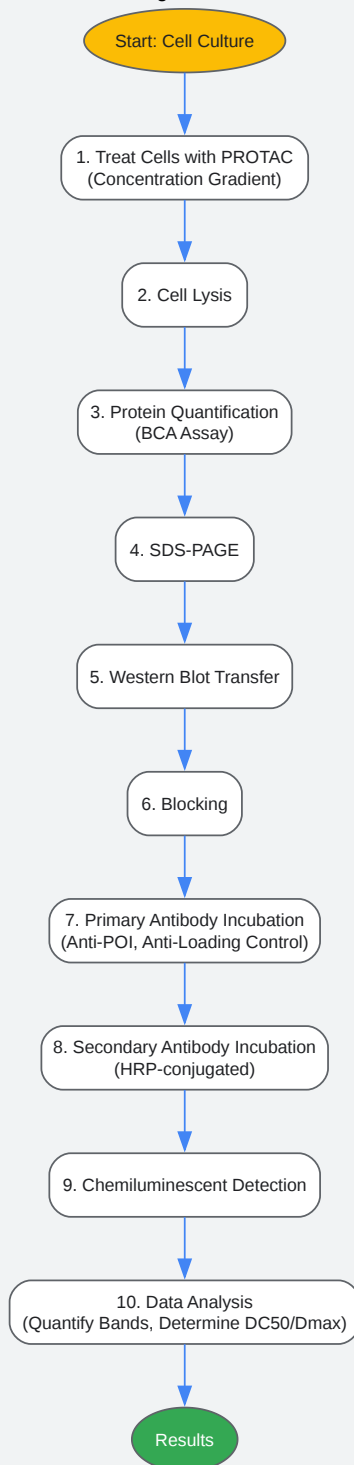 Start: Cell Culture
1. Treat Cells with PROTAC
(Concentration Gradient)
2. Cell Lysis
3. Protein Quantification
(BCA Assay)
4. SDS-PAGE
5. Western Blot Transfer
6. Blocking
7. Primary Antibody Incubation
(Anti-POI, Anti-Loading Control)
8. Secondary Antibody Incubation
(HRP-conjugated)
9. Chemiluminescent Detection
10. Data Analysis
(Quantify Bands, Determine DC50/Dmax)
Results